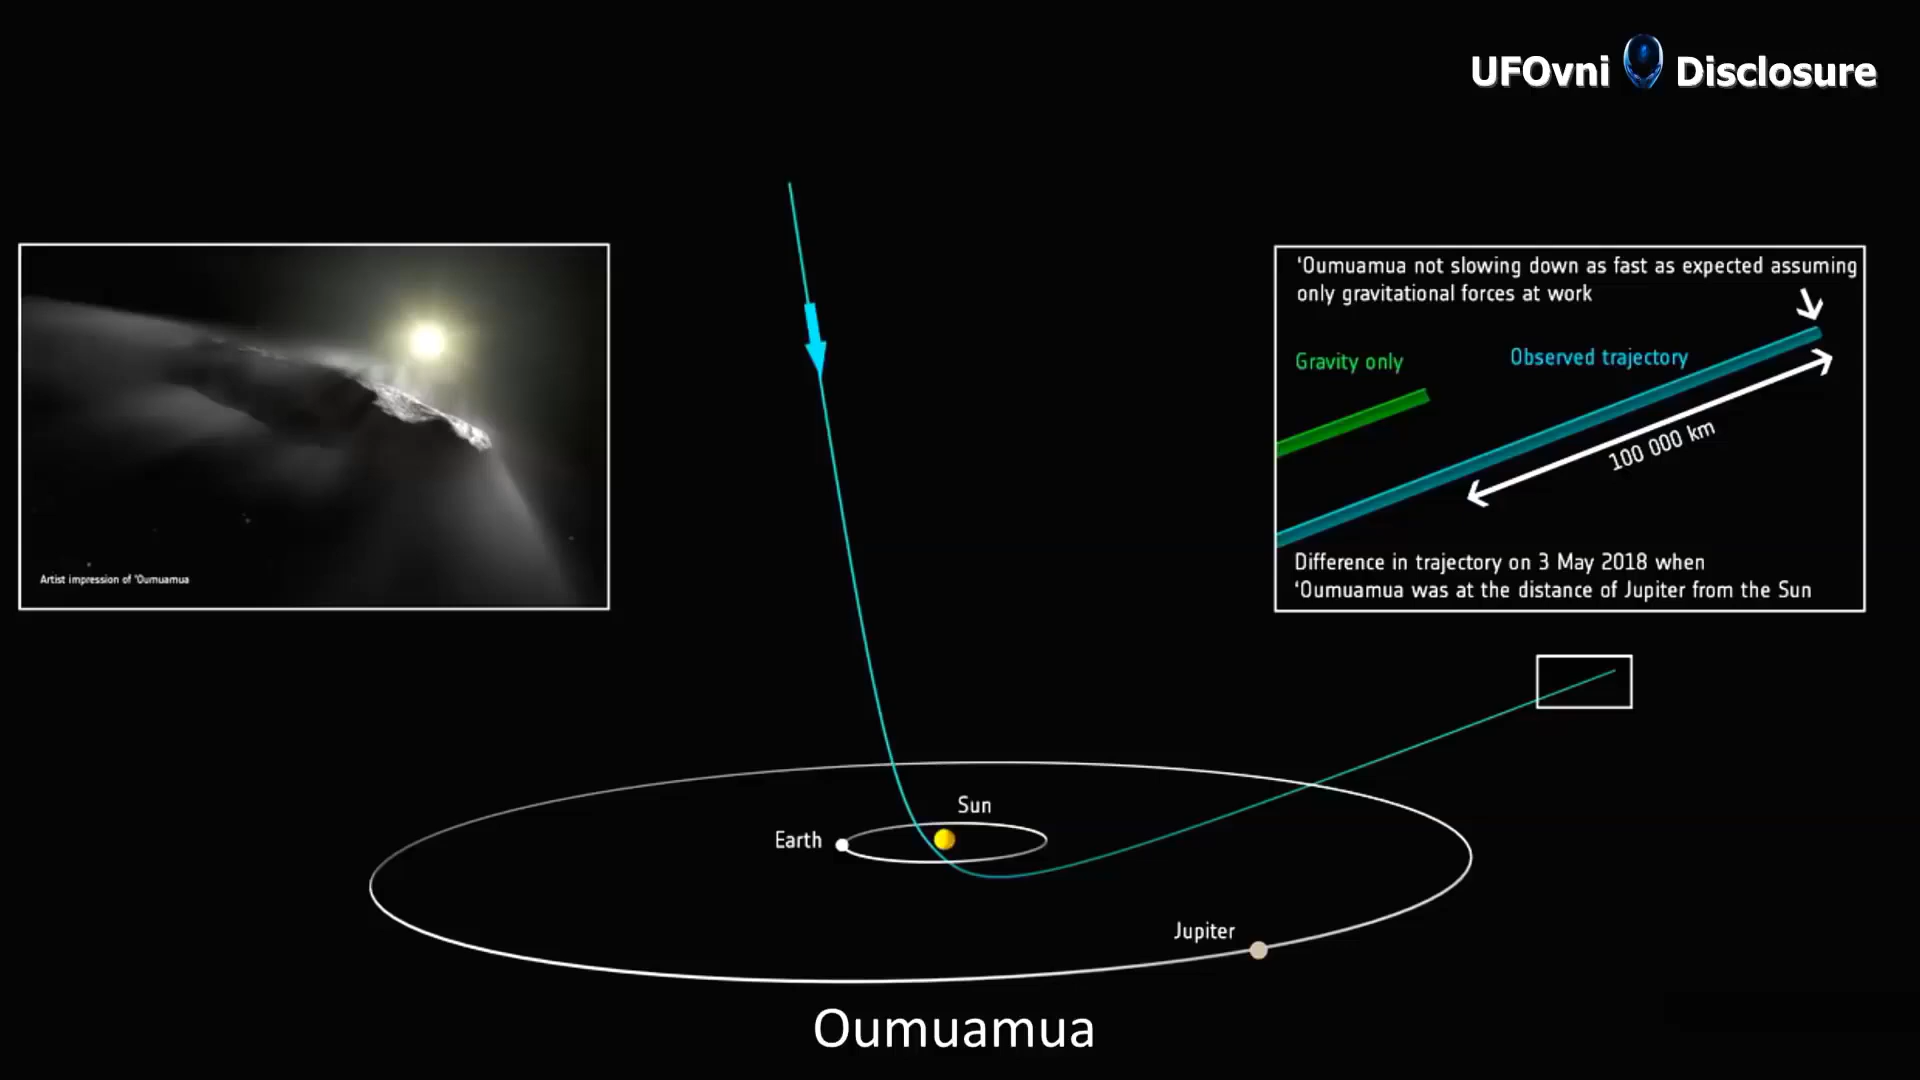 UFOvni Disclosure
'Oumuamua not slowing down as fast as expected assuming
only gravitational forces at work
Gravity only
Observed trajectory
100 000 km
Difference in trajectory on 3 May 2018 when
'Oumuamua was at the distance of Jupiter from the Sun
Artist impression of 'Oumuamua
Sun
Earth
Jupiter
Oumuamua